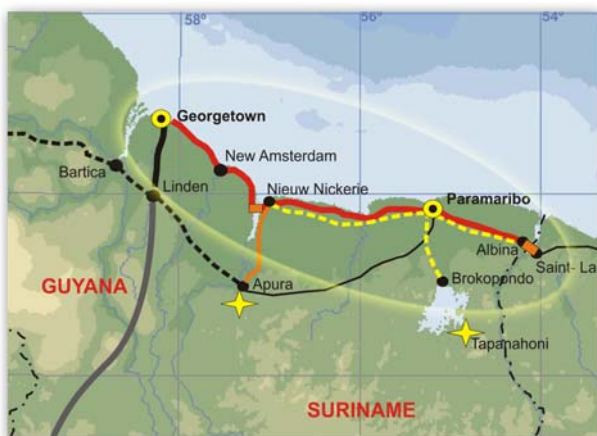 58°
56°
54°
Georgetown
New Amsterdam
Bartica
Linden
Nieuw Nickerie
Paramaribo
Albina
Saint- La
GUYANA
Apura
Brokopondo
Tapanahoni
SURINAME